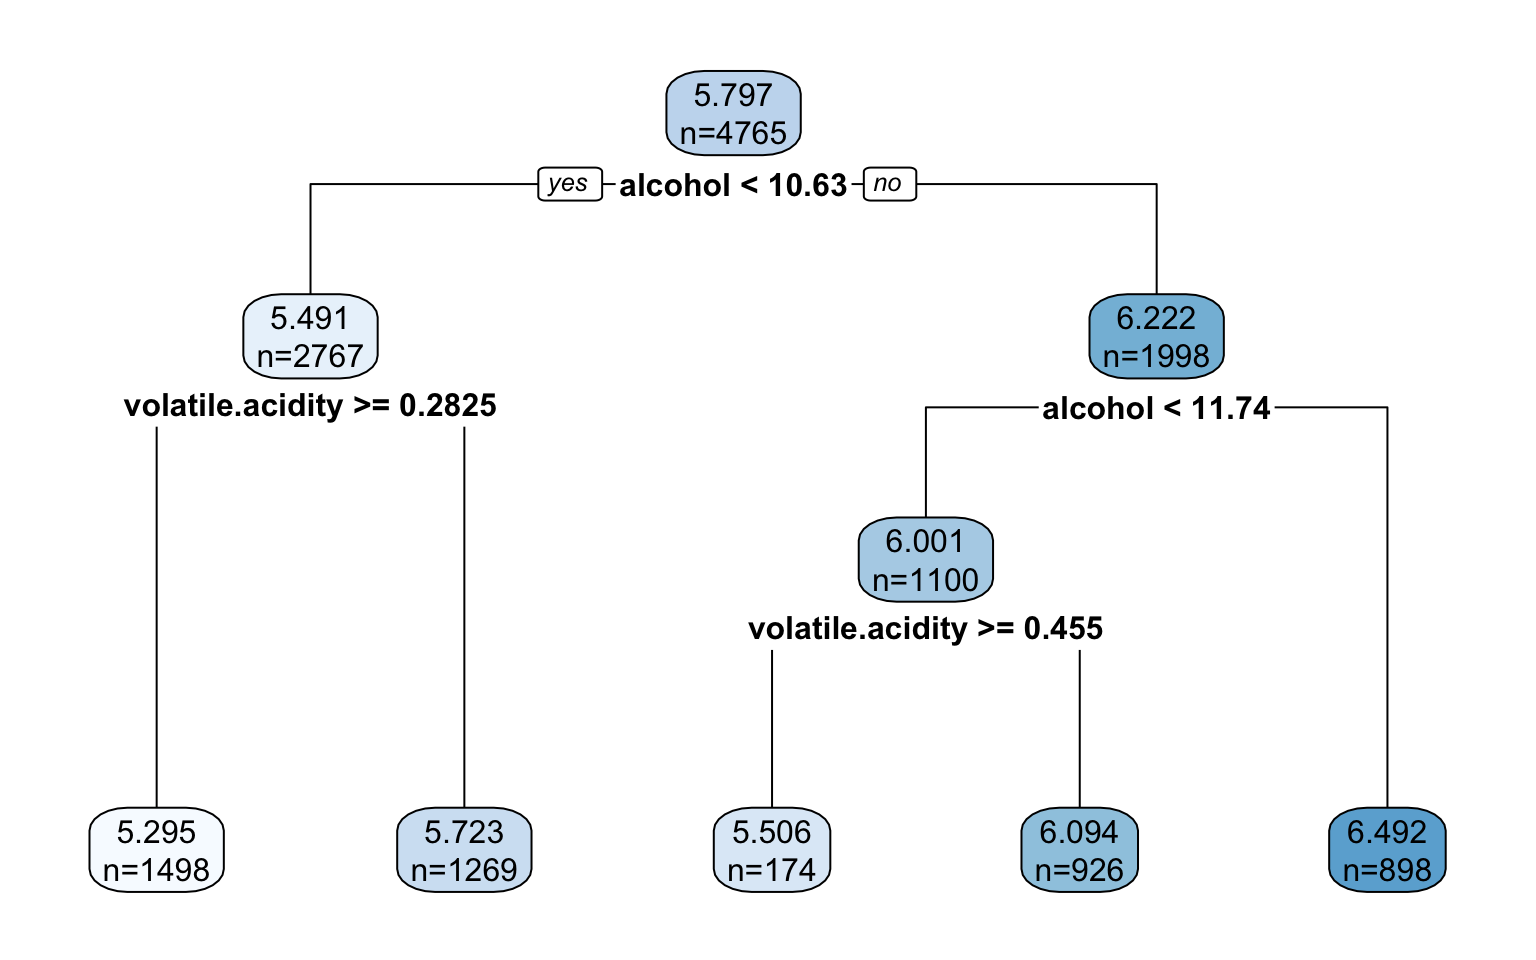 5.797
n=4765
yes
alcohol < 10.63
no
5.491
n=2767
6.222
n=1998
volatile.acidity >= 0.2825
alcohol < 11.74
6.001
n=1100
volatile.acidity >= 0.455
5.295
n=1498
5.723
n=1269
5.506
n=174
6.094
n=926
6.492
n=898